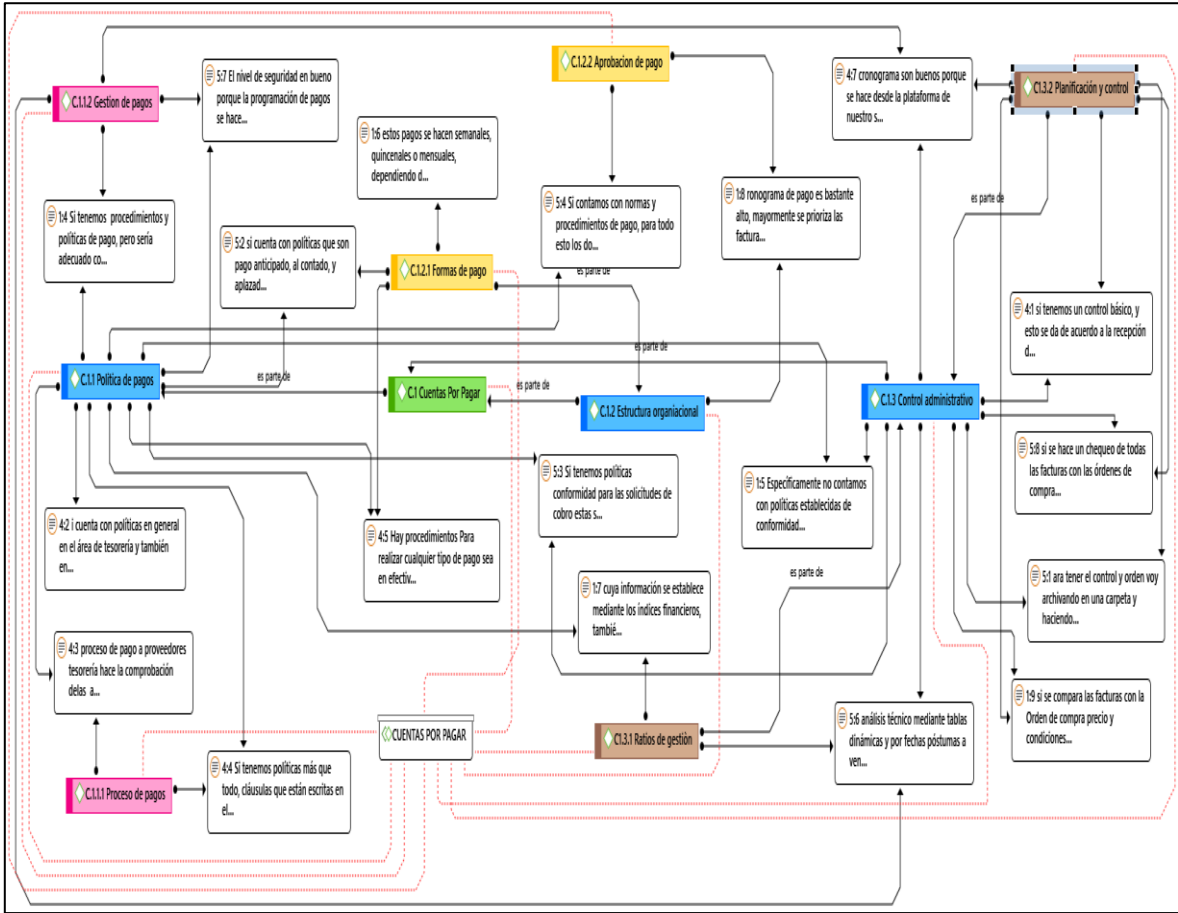 C.1.1.2 Gestion de pagos
5:7 El nivel de seguridad en bueno
porque la programación de pagos
se hace...
C.1.2.2 Aprobacion de pago
4:7 cronograma son buenos porque
se hace desde la plataforma de
nuestro s...
C1.3.2 Planificación y control
1:6 estos pagos se hacen semanales,
quincenales o mensuales,
dependiendo d...
1:4 Si tenemos procedimientos y
políticas de pago, pero sería
adecuado co...
5:2 si cuenta con políticas que son
pago anticipado, al contado, y
aplazad...
5:4 Si contamos con normas y
procedimientos de pago, para todo
esto los do...
1:8 ronograma de pago es bastante
alto, mayormente se prioriza las
factura...
es parte de
C.1.2.1 Formas de pago
es parte de
4:1 si tenemos un control básico, y
esto se da de acuerdo a la recepción
d...
es parte de
es parte de
C.1.1 Política de pagos
C.1 Cuentas Por Pagar
es parte de
C.1.2 Estructura organiacional
C.1.3 Control administrativo
5:3 Si tenemos políticas
conformidad para las solicitudes de
cobro estas s...
1:5 Específicamente no contamos
con políticas establecidas de
conformidad...
5:8 si se hace un chequeo de todas
las facturas con las órdenes de
compra...
4:2 i cuenta con políticas en general
en el área de tesorería y también
en...
4:5 Hay procedimientos Para
realizar cualquier tipo de pago sea
en efectiv...
es parte de
1:7 cuya información se establece
mediante los índices financieros,
tambié...
5:1 ara tener el control y orden voy
archivando en una carpeta y
haciendo...
4:3 proceso de pago a proveedores
tesorería hace la comprobación
delas a...
CUENTAS POR PAGAR
C1.3.1 Ratios de gestión
5:6 análisis técnico mediante tablas
dinámicas y por fechas póstumas a
ven...
1:9 si se compara las facturas con la
Orden de compra precio y
condiciones...
C.1.1.1 Proceso de pagos
4:4 Si tenemos políticas más que
todo, cláusulas que están escritas en
el...